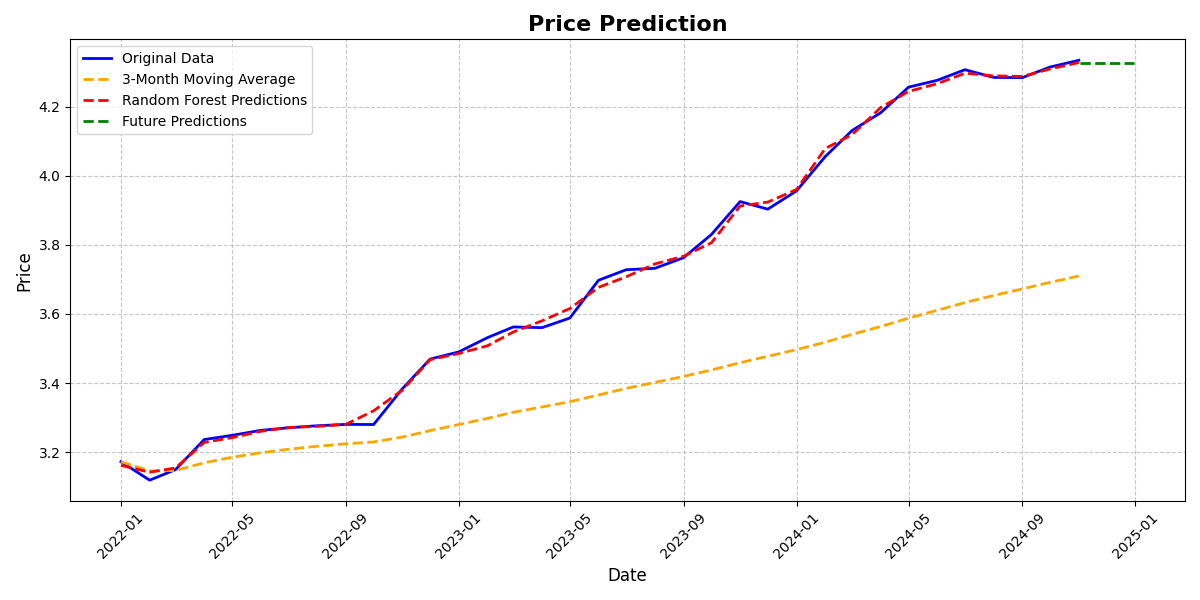 Price Prediction
Original Data
3-Month Moving Average
Random Forest Predictions
Future Predictions
Price
4.2
4.0
3.8
3.6
3.4
3.2
2022-01
2022-05
2022-09
2023-01
2023-05
2023-09
2024-01
2024-05
2024-09
2025-01
Date